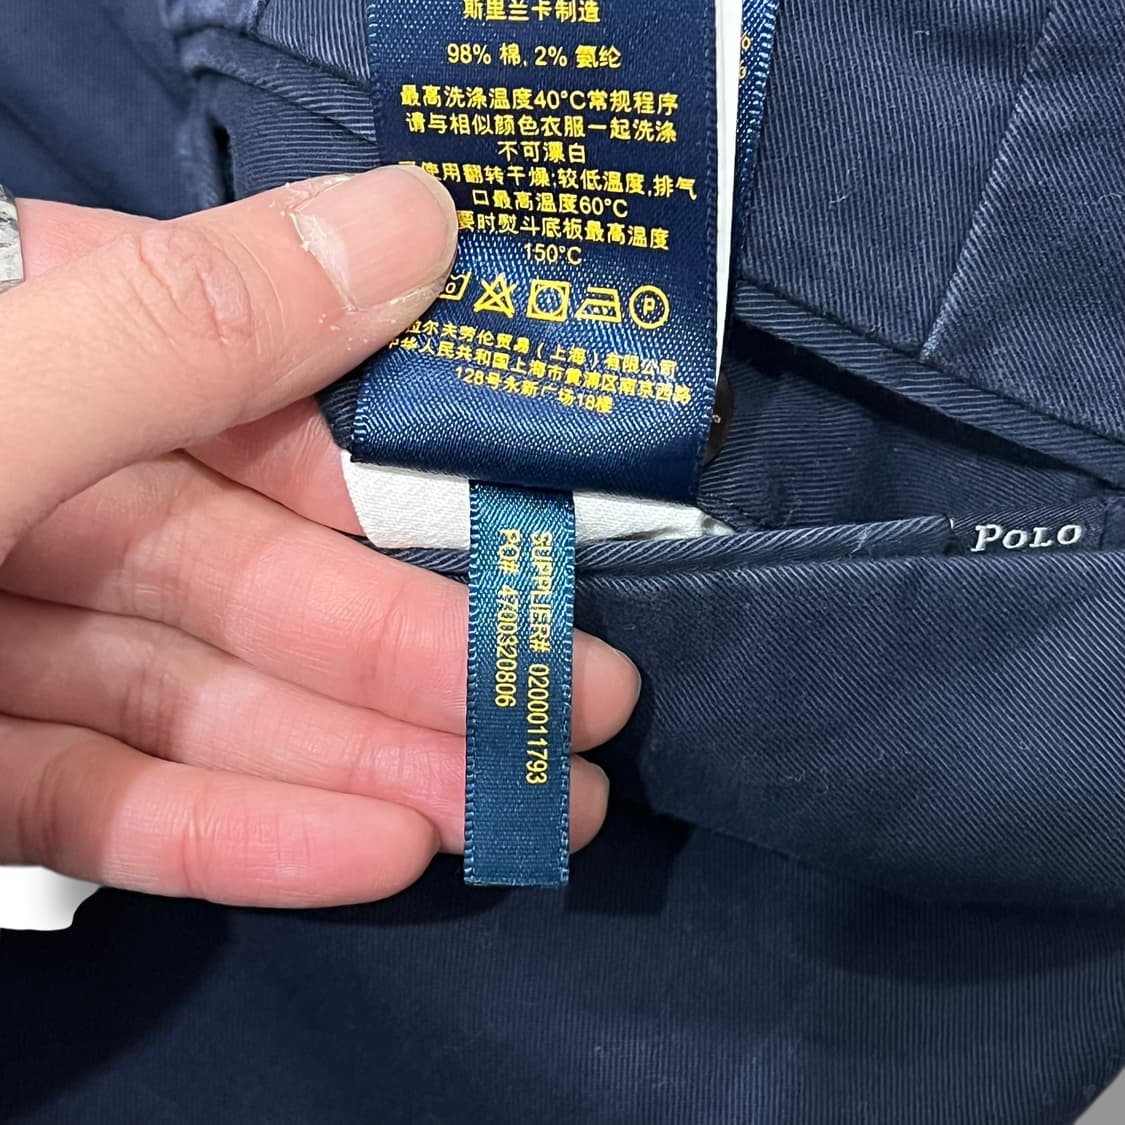 斯里兰卡制造
98% 棉, 2% 氨纶
最高洗涤温度40°C常规程序
请与相似颜色衣服一起洗涤
不可漂白
使用翻转干燥;较低温度,排气
口最高温度60°C
要时熨斗底板最高温度
150°C
P
拉尔夫劳伦贸易(上海)有限公司
中华人民共和国上海市黄浦区南京西路
128号永新广场18楼
POLO
SUPPLIER# 0200011793
PO# 4700320806